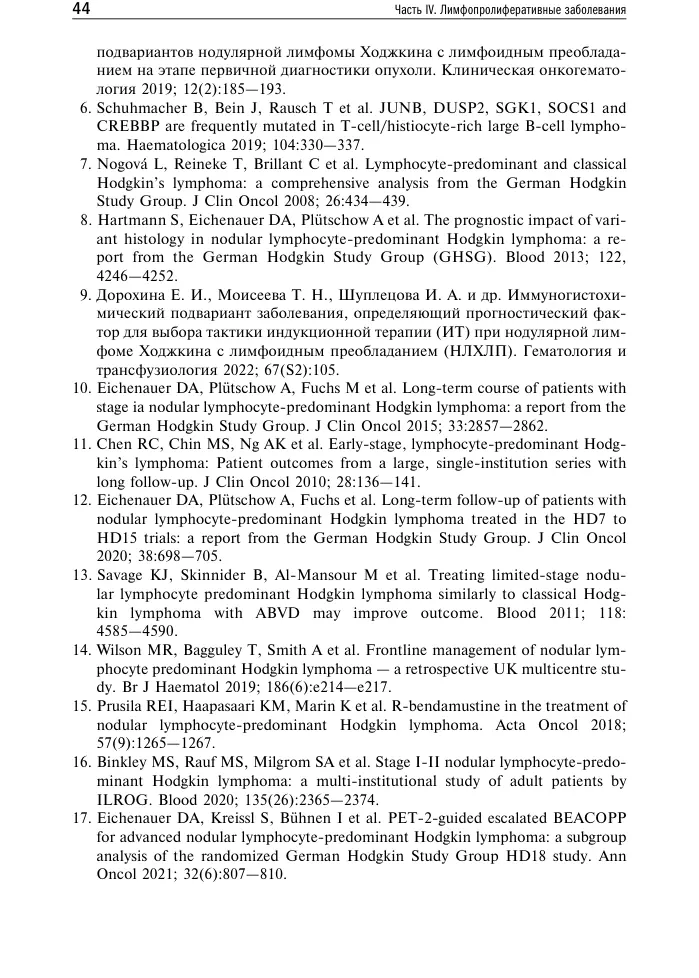 44
Часть IV. Лимфопролиферативные заболевания
подвариантов нодулярной лимфомы Ходжкина с лимфоидным преоблада-
нием на этапе первичной диагностики опухоли. Клиническая онкогемато-
логия 2019; 12(2):185—193.
6. Schuhmacher B, Bein J, Rausch T et al. JUNB, DUSP2, SGK1, SOCS1 and
CREBBP are frequently mutated in T-cell/histiocyte-rich large B-cell lympho-
ma. Haematologica 2019; 104:330—337.
7. Nogová L, Reineke T, Brillant C et al. Lymphocyte-predominant and classical
Hodgkin's lymphoma: a comprehensive analysis from the German Hodgkin
Study Group. J Clin Oncol 2008; 26:434—439.
8. Hartmann S, Eichenauer DA, Plütschow A et al. The prognostic impact of vari-
ant histology in nodular lymphocyte-predominant Hodgkin lymphoma: a re-
port from the German Hodgkin Study Group (GHSG). Blood 2013; 122,
4246—4252.
9. Дорохина Е. И., Моисеева Т. Н., Шуплецова И. А. и др. Иммуногистохи-
мический подвариант заболевания, определяющий прогностический фак-
тор для выбора тактики индукционной терапии (ИТ) при нодулярной лим-
фоме Ходжкина с лимфоидным преобладанием (НЛХЛП). Гематология и
трансфузиология 2022; 67(S2):105.
10. Eichenauer DA, Plütschow A, Fuchs M et al. Long-term course of patients with
stage ia nodular lymphocyte-predominant Hodgkin lymphoma: a report from the
German Hodgkin Study Group. J Clin Oncol 2015; 33:2857—2862.
11. Chen RC, Chin MS, Ng AK et al. Early-stage, lymphocyte-predominant Hodg-
kin's lymphoma: Patient outcomes from a large, single-institution series with
long follow-up. J Clin Oncol 2010; 28:136—141.
12. Eichenauer DA, Plütschow A, Fuchs et al. Long-term follow-up of patients with
nodular lymphocyte-predominant Hodgkin lymphoma treated in the HD7 to
HD15 trials: a report from the German Hodgkin Study Group. J Clin Oncol
2020; 38:698—705.
13. Savage KJ, Skinnider B, Al-Mansour M et al. Treating limited-stage nodu-
lar lymphocyte predominant Hodgkin lymphoma similarly to classical Hodg-
kin lymphoma with ABVD may improve outcome. Blood 2011; 118:
4585—4590.
14. Wilson MR, Bagguley T, Smith A et al. Frontline management of nodular lym-
phocyte predominant Hodgkin lymphoma — a retrospective UK multicentre stu-
dy. Br J Haematol 2019; 186(6):e214—e217.
15. Prusila REI, Haapasaari KM, Marin K et al. R-bendamustine in the treatment of
nodular lymphocyte-predominant Hodgkin lymphoma. Acta Oncol 2018;
57(9):1265—1267.
16. Binkley MS, Rauf MS, Milgrom SA et al. Stage I-II nodular lymphocyte-predo-
minant Hodgkin lymphoma: a multi-institutional study of adult patients by
ILROG. Blood 2020; 135(26):2365—2374.
17. Eichenauer DA, Kreissl S, Bühnen I et al. PET-2-guided escalated BEACOPP
for advanced nodular lymphocyte-predominant Hodgkin lymphoma: a subgroup
analysis of the randomized German Hodgkin Study Group HD18 study. Ann
Oncol 2021; 32(6):807—810.